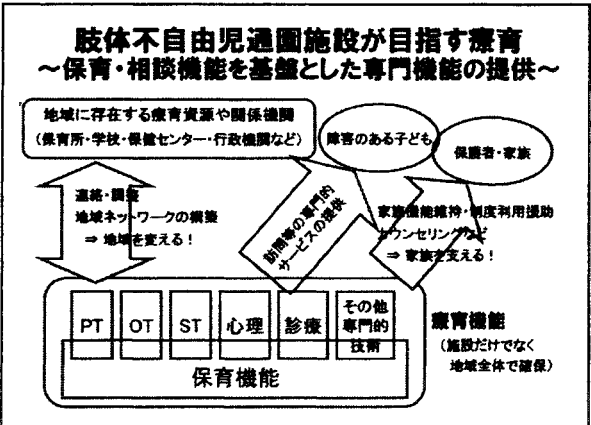 肢体不自由児通園施設が目指す療育
～保育・相談機能を基盤とした専門機能の提供～
地域に存在する療育資源や関係機関
（保育所・学校・保健センター・行政機関など）
障害のある子ども
保護者・家族
連絡・調整
地域ネットワークの構築
⇒ 地域を変える！
訪問等の専門的
サービスの提供
家族機能維持・制度利用援助
カウンセリングなど
⇒ 家族を変える！
PT
OT
ST
心理
診療
その他
専門的
技術
保育機能
療育機能
（施設だけでなく
地域全体で確保）